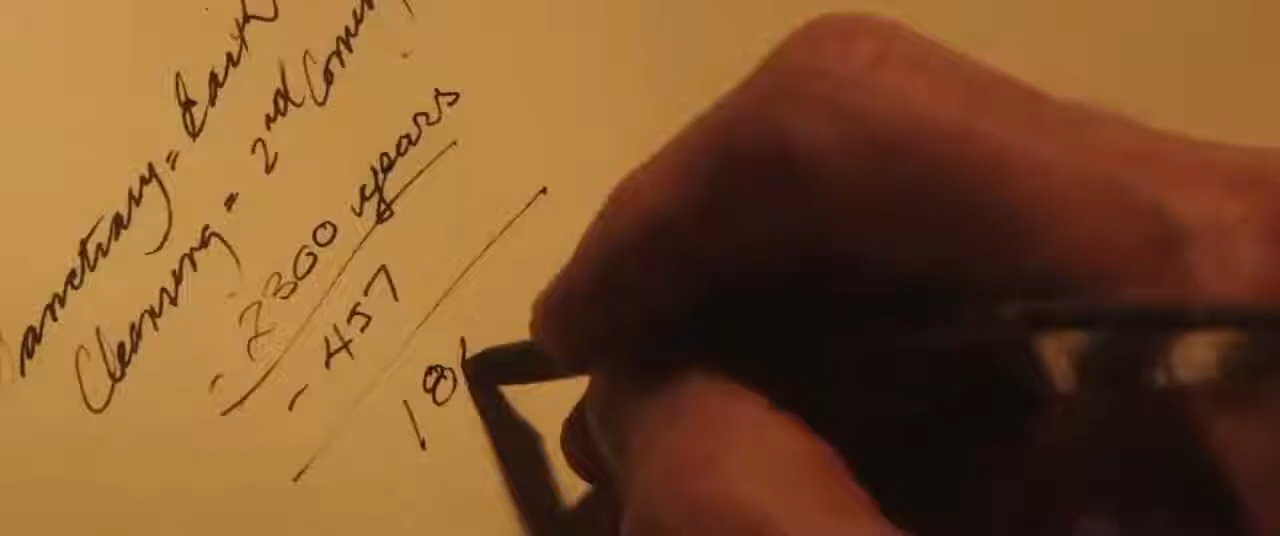 Sanctuary = Earth
Cleansing = 2nd Coming
2300 years
- 457
18